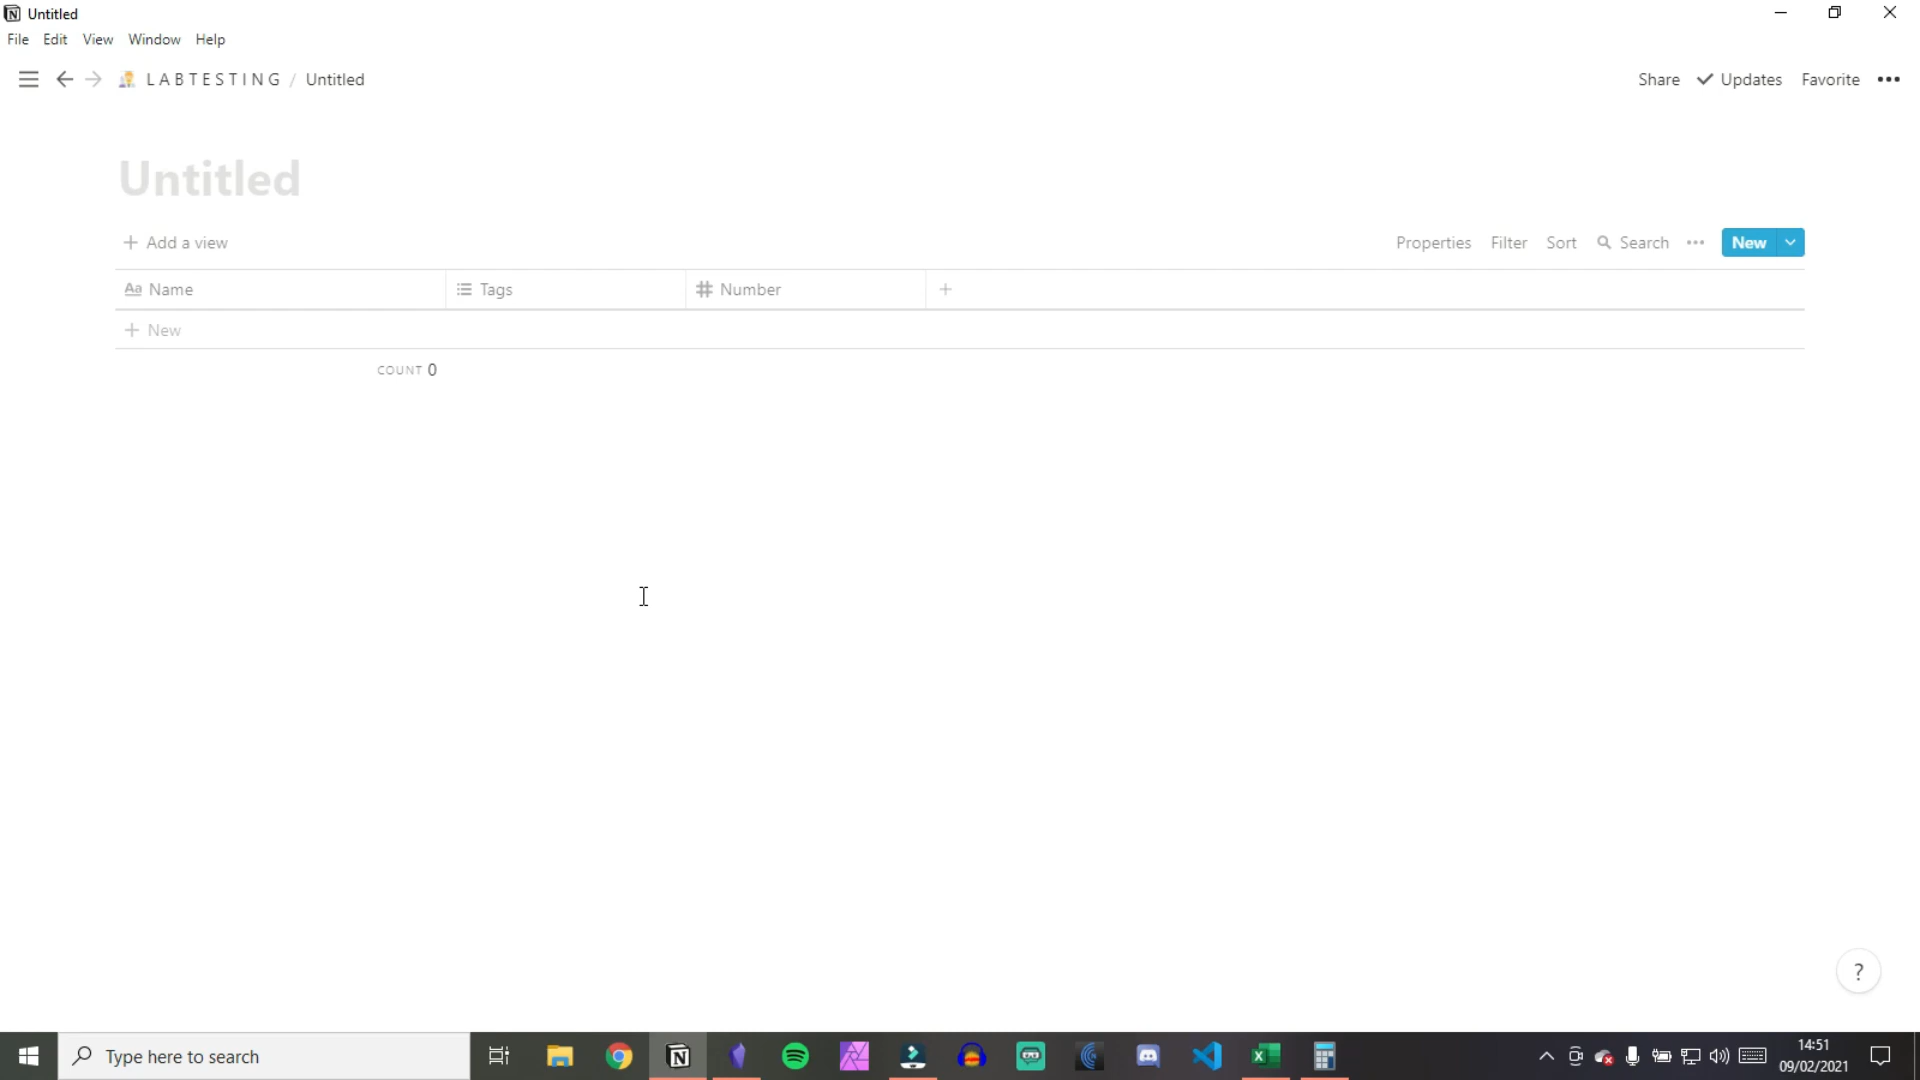 Untitled
File Edit View Window Help
L A B T E S T I N G / Untitled
Share Updates Favorite
Untitled
Add a view
Properties Filter Sort Search New
Aa Name Tags Number
New
COUNT 0
?
Type here to search
14:51
09/02/2021